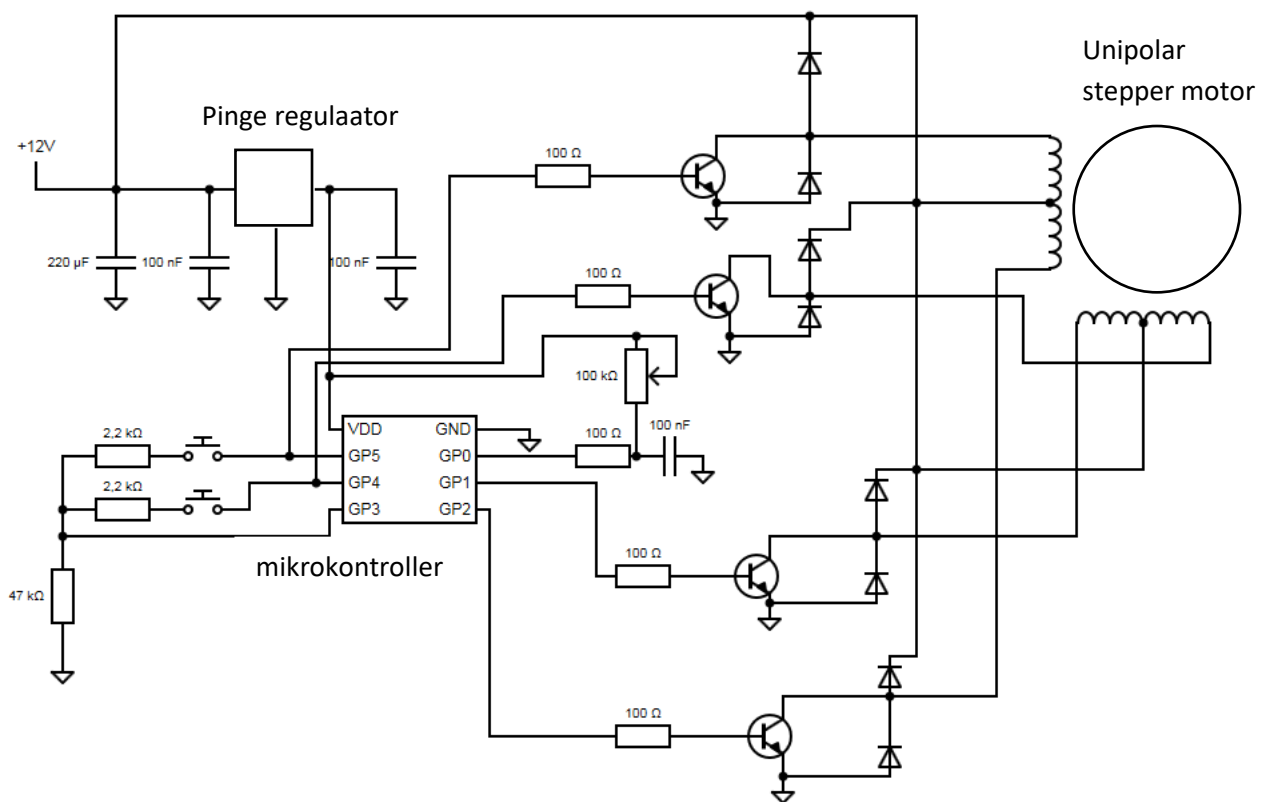 Unipolar
stepper motor
Pinge regulaator
+12V
100 Ω
220 µF
100 nF
100 nF
100 Ω
100 kΩ
2,2 kΩ
VDD
GND
100 Ω
100 nF
GP5
GP0
2,2 kΩ
GP4
GP1
GP3
GP2
mikrokontroller
100 Ω
47 kΩ
100 Ω